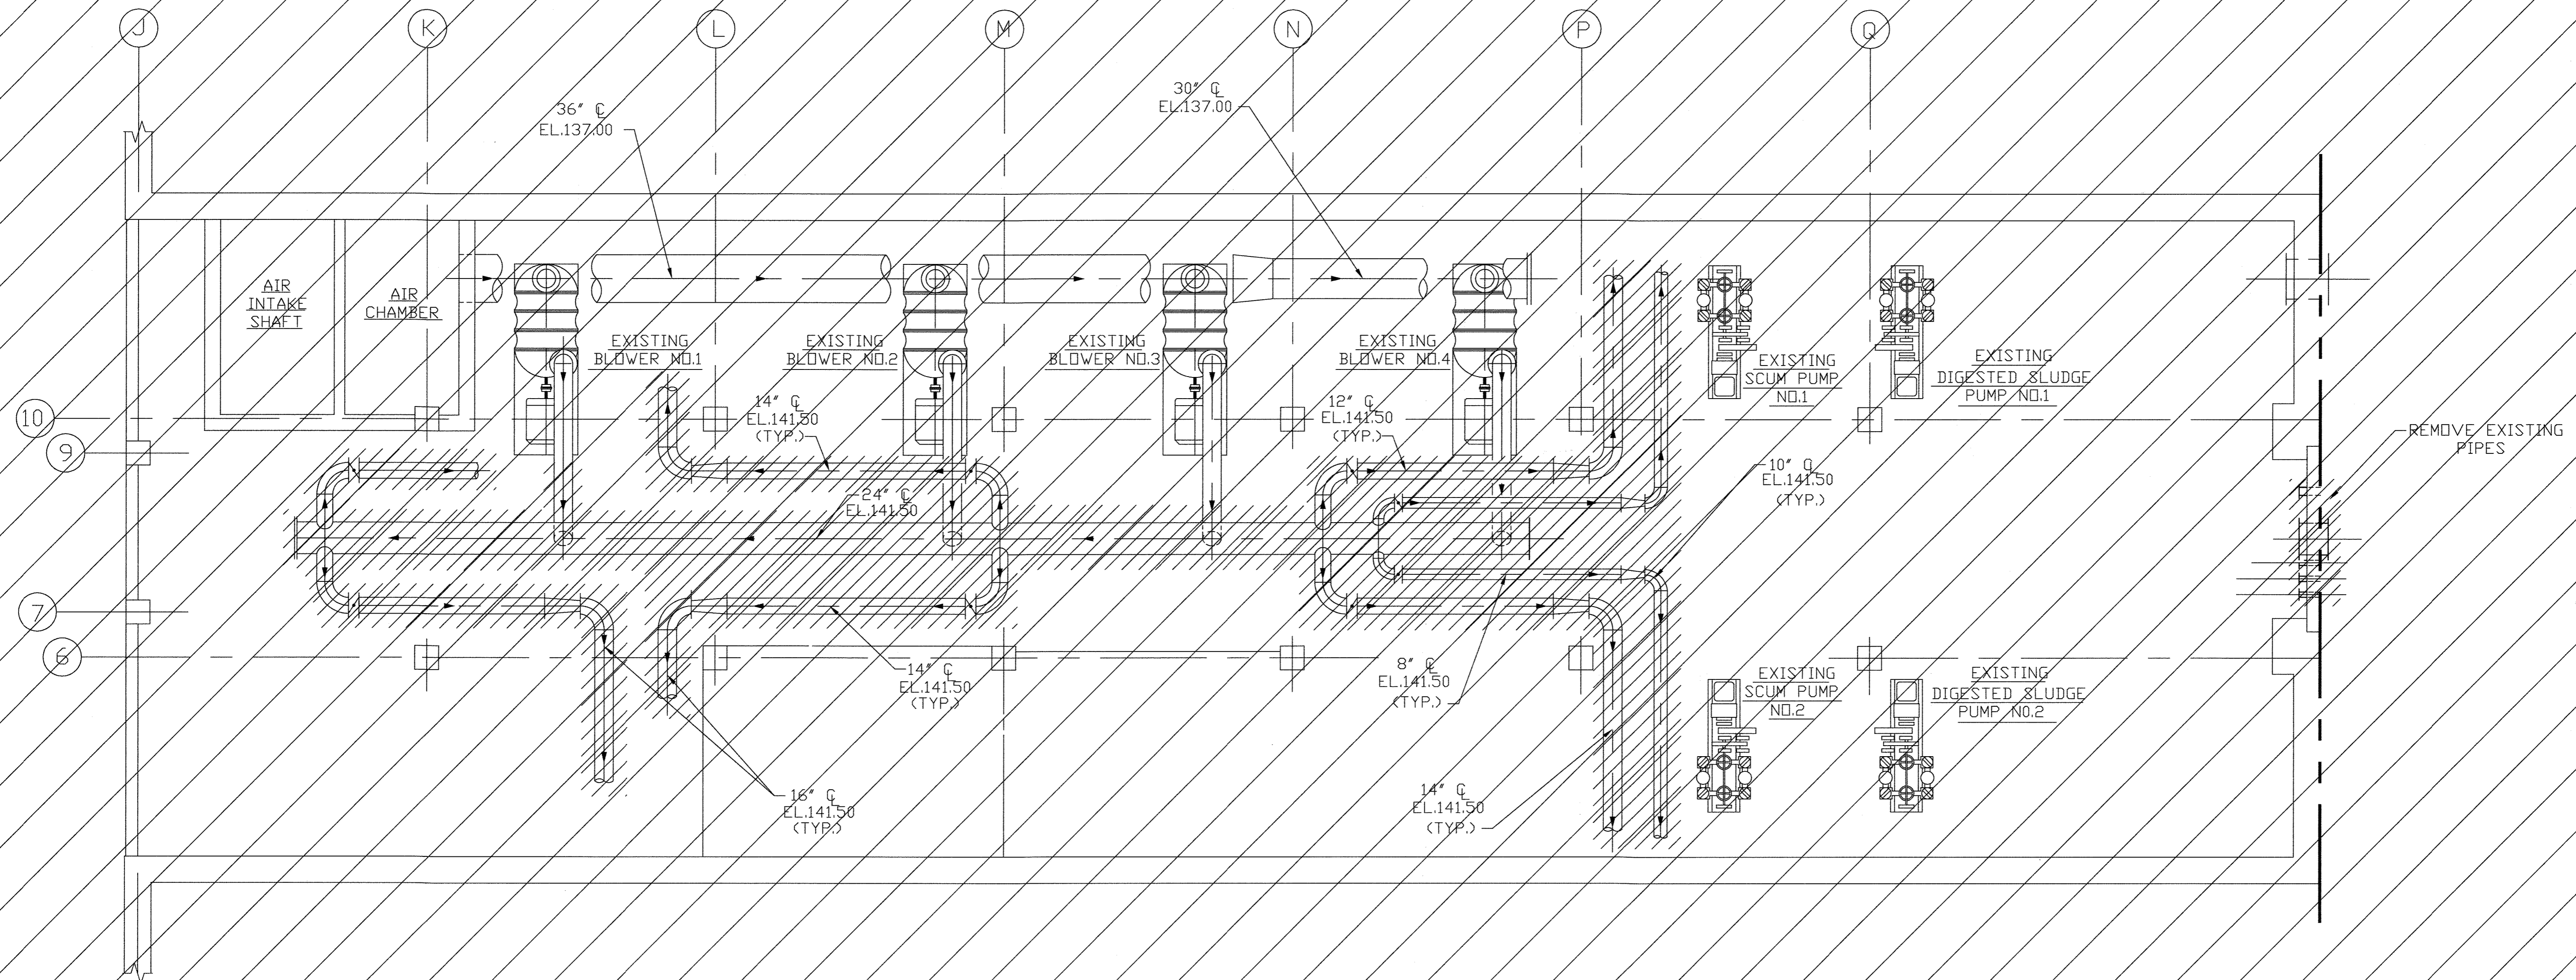 J
K
L
M
N
P
Q
36" ℄
EL.137.00
30" ℄
EL.137.00
AIR
INTAKE
SHAFT
AIR
CHAMBER
EXISTING
BLOWER NO.1
EXISTING
BLOWER NO.2
EXISTING
BLOWER NO.3
EXISTING
BLOWER NO.4
EXISTING
SCUM PUMP
NO.1
EXISTING
DIGESTED SLUDGE
PUMP NO.1
10
9
14" ℄
EL.141.50
(TYP.)
12" ℄
EL.141.50
(TYP.)
REMOVE EXISTING
PIPES
24" ℄
EL.141.50
10" ℄
EL.141.50
(TYP.)
7
6
14" ℄
EL.141.50
(TYP.)
8" ℄
EL.141.50
(TYP.)
EXISTING
SCUM PUMP
NO.2
EXISTING
DIGESTED SLUDGE
PUMP NO.2
16" ℄
EL.141.50
(TYP.)
14" ℄
EL.141.50
(TYP.)